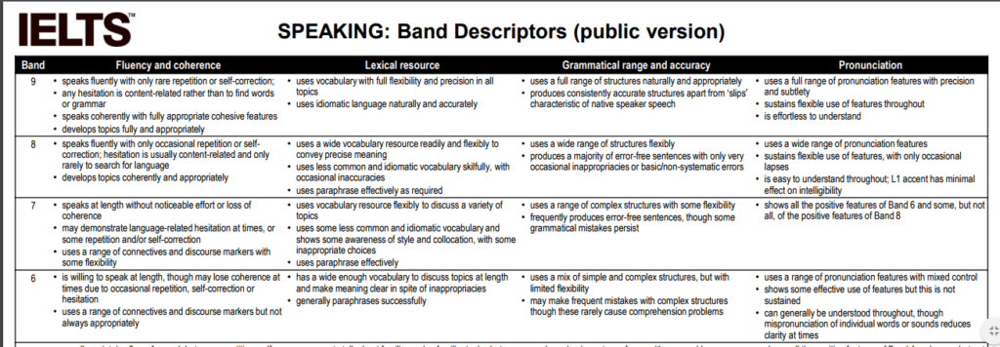 IELTS™
SPEAKING: Band Descriptors (public version)
Band Fluency and coherence Lexical resource Grammatical range and accuracy Pronunciation
9
• speaks fluently with only rare repetition or self-correction;
• any hesitation is content-related rather than to find words
or grammar
• speaks coherently with fully appropriate cohesive features
• develops topics fully and appropriately
• uses vocabulary with full flexibility and precision in all
topics
• uses idiomatic language naturally and accurately
• uses a full range of structures naturally and appropriately
• produces consistently accurate structures apart from ‘slips’
characteristic of native speaker speech
• uses a full range of pronunciation features with precision
and subtlety
• sustains flexible use of features throughout
• is effortless to understand
8
• speaks fluently with only occasional repetition or self-
correction; hesitation is usually content-related and only
rarely to search for language
• develops topics coherently and appropriately
• uses a wide vocabulary resource readily and flexibly to
convey precise meaning
• uses less common and idiomatic vocabulary skilfully, with
occasional inaccuracies
• uses paraphrase effectively as required
• uses a wide range of structures flexibly
• produces a majority of error-free sentences with only very
occasional inappropriacies or basic/non-systematic errors
• uses a wide range of pronunciation features
• sustains flexible use of features, with only occasional
lapses
• is easy to understand throughout; L1 accent has minimal
effect on intelligibility
7
• speaks at length without noticeable effort or loss of
coherence
• may demonstrate language-related hesitation at times, or
some repetition and/or self-correction
• uses a range of connectives and discourse markers with
some flexibility
• uses vocabulary resource flexibly to discuss a variety of
topics
• uses some less common and idiomatic vocabulary and
shows some awareness of style and collocation, with some
inappropriate choices
• uses paraphrase effectively
• uses a range of complex structures with some flexibility
• frequently produces error-free sentences, though some
grammatical mistakes persist
• shows all the positive features of Band 6 and some, but not
all, of the positive features of Band 8
6
• is willing to speak at length, though may lose coherence at
times due to occasional repetition, self-correction or
hesitation
• uses a range of connectives and discourse markers but not
always appropriately
• has a wide enough vocabulary to discuss topics at length
and make meaning clear in spite of inappropriacies
• generally paraphrases successfully
• uses a mix of simple and complex structures, but with
limited flexibility
• may make frequent mistakes with complex structures
though these rarely cause comprehension problems
• uses a range of pronunciation features with mixed control
• shows some effective use of features but this is not
sustained
• can generally be understood throughout, though
mispronunciation of individual words or sounds reduces
clarity at times